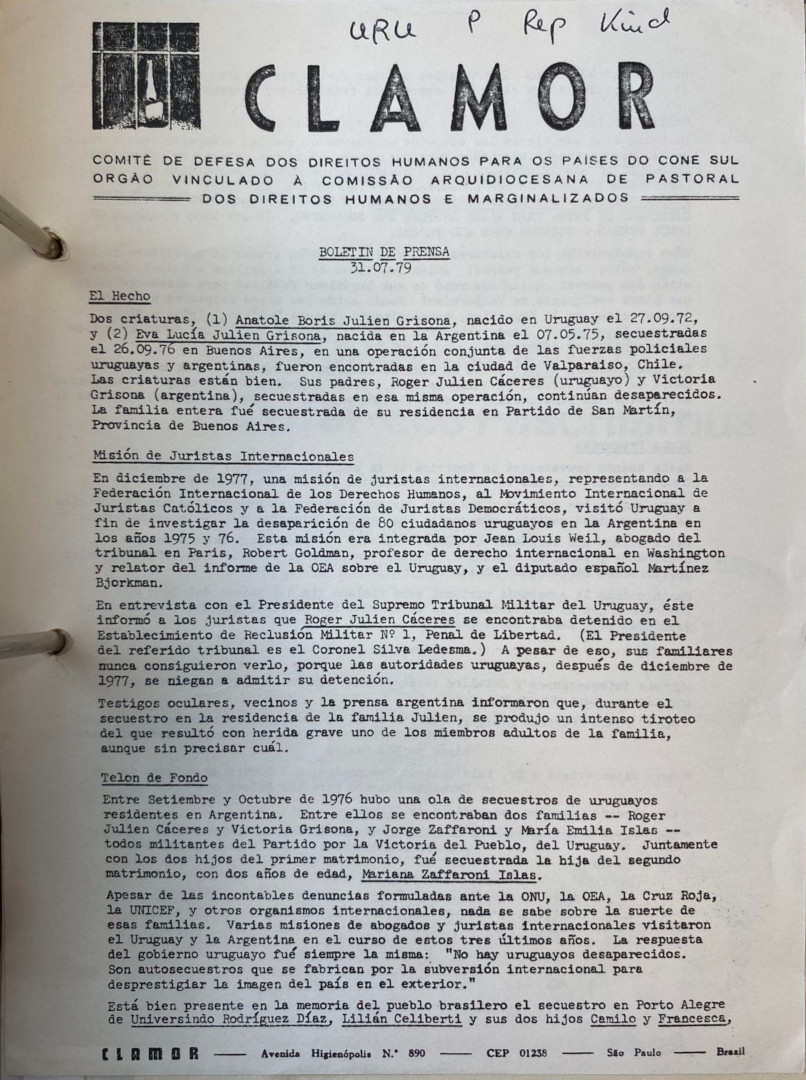 URU P Rep Kind
CLAMOR
COMITÊ DE DEFESA DOS DIREITOS HUMANOS PARA OS PAÍSES DO CONE SUL
ORGÃO VINCULADO À COMISSÃO ARQUIDIOCESANA DE PASTORAL
DOS DIREITOS HUMANOS E MARGINALIZADOS
BOLETIN DE PRENSA
31.07.79
El Hecho
Dos criaturas, (1) Anatole Boris Julien Grisona, nacido en Uruguay el 27.09.72,
y (2) Eva Lucía Julien Grisona, nacida en la Argentina el 07.05.75, secuestradas
el 26.09.76 en Buenos Aires, en una operación conjunta de las fuerzas policiales
uruguayas y argentinas, fueron encontradas en la ciudad de Valparaiso, Chile.
Las criaturas están bien. Sus padres, Roger Julien Cáceres (uruguayo) y Victoria
Grisona (argentina), secuestradas en esa misma operación, continúan desaparecidos.
La familia entera fué secuestrada de su residencia en Partido de San Martín,
Provincia de Buenos Aires.
Misión de Juristas Internacionales
En diciembre de 1977, una misión de juristas internacionales, representando a la
Federación Internacional de los Derechos Humanos, al Movimiento Internacional de
Juristas Católicos y a la Federación de Juristas Democráticos, visitó Uruguay a
fin de investigar la desaparición de 80 ciudadanos uruguayos en la Argentina en
los años 1975 y 76. Esta misión era integrada por Jean Louis Weil, abogado del
tribunal en Paris, Robert Goldman, profesor de derecho internacional en Washington
y relator del informe de la OEA sobre el Uruguay, y el diputado español Martínez
Bjorkman.
En entrevista con el Presidente del Supremo Tribunal Militar del Uruguay, éste
informó a los juristas que Roger Julien Cáceres se encontraba detenido en el
Establecimiento de Reclusión Militar Nº 1, Penal de Libertad. (El Presidente
del referido tribunal es el Coronel Silva Ledesma.) A pesar de eso, sus familiares
nunca consiguieron verlo, porque las autoridades uruguayas, después de diciembre de
1977, se niegan a admitir su detención.
Testigos oculares, vecinos y la prensa argentina informaron que, durante el
secuestro en la residencia de la familia Julien, se produjo un intenso tiroteo
del que resultó con herida grave uno de los miembros adultos de la familia,
aunque sin precisar cuál.
Telon de Fondo
Entre Setiembre y Octubre de 1976 hubo una ola de secuestros de uruguayos
residentes en Argentina. Entre ellos se encontraban dos familias -- Roger
Julien Cáceres y Victoria Grisona, y Jorge Zaffaroni y María Emilia Islas --
todos militantes del Partido por la Victoria del Pueblo, del Uruguay. Juntamente
con los dos hijos del primer matrimonio, fué secuestrada la hija del segundo
matrimonio, con dos años de edad, Mariana Zaffaroni Islas.
Apesar de las incontables denuncias formuladas ante la ONU, la OEA, la Cruz Roja,
la UNICEF, y otros organismos internacionales, nada se sabe sobre la suerte de
esas familias. Varias misiones de abogados y juristas internacionales visitaron
el Uruguay y la Argentina en el curso de estos tres últimos años. La respuesta
del gobierno uruguayo fué siempre la misma: "No hay uruguayos desaparecidos.
Son autosecuestros que se fabrican por la subversión internacional para
desprestigiar la imagen del país en el exterior."
Está bien presente en la memoria del pueblo brasilero el secuestro en Porto Alegre
de Universindo Rodríguez Díaz, Lilián Celiberti y sus dos hijos Camilo y Francesca,
CLAMOR — Avenida Higienópolis N.º 890 — CEP 01238 — São Paulo — Brasil